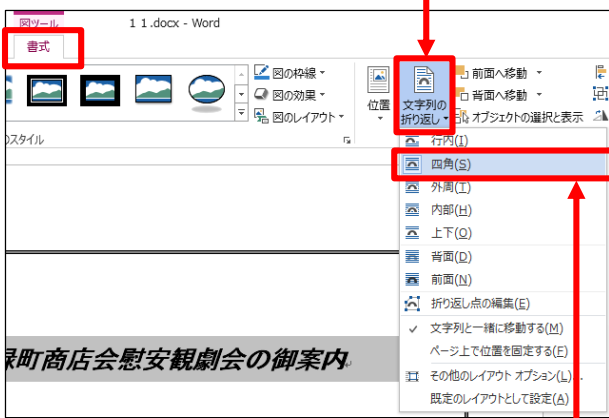 図ツール
1 1.docx - Word
書式
図の枠線
図の効果
図のレイアウト
のスタイル
位置
文字列の
折り返し
前面へ移動
背面へ移動
オブジェクトの選択と表示
行内(I)
四角(S)
外周(T)
内部(H)
上下(O)
背面(D)
前面(N)
折り返し点の編集(E)
✓ 文字列と一緒に移動する(M)
ページ上で位置を固定する(F)
その他のレイアウト オプション(L)...
既定のレイアウトとして設定(A)
町商店会慰安観劇会の御案内